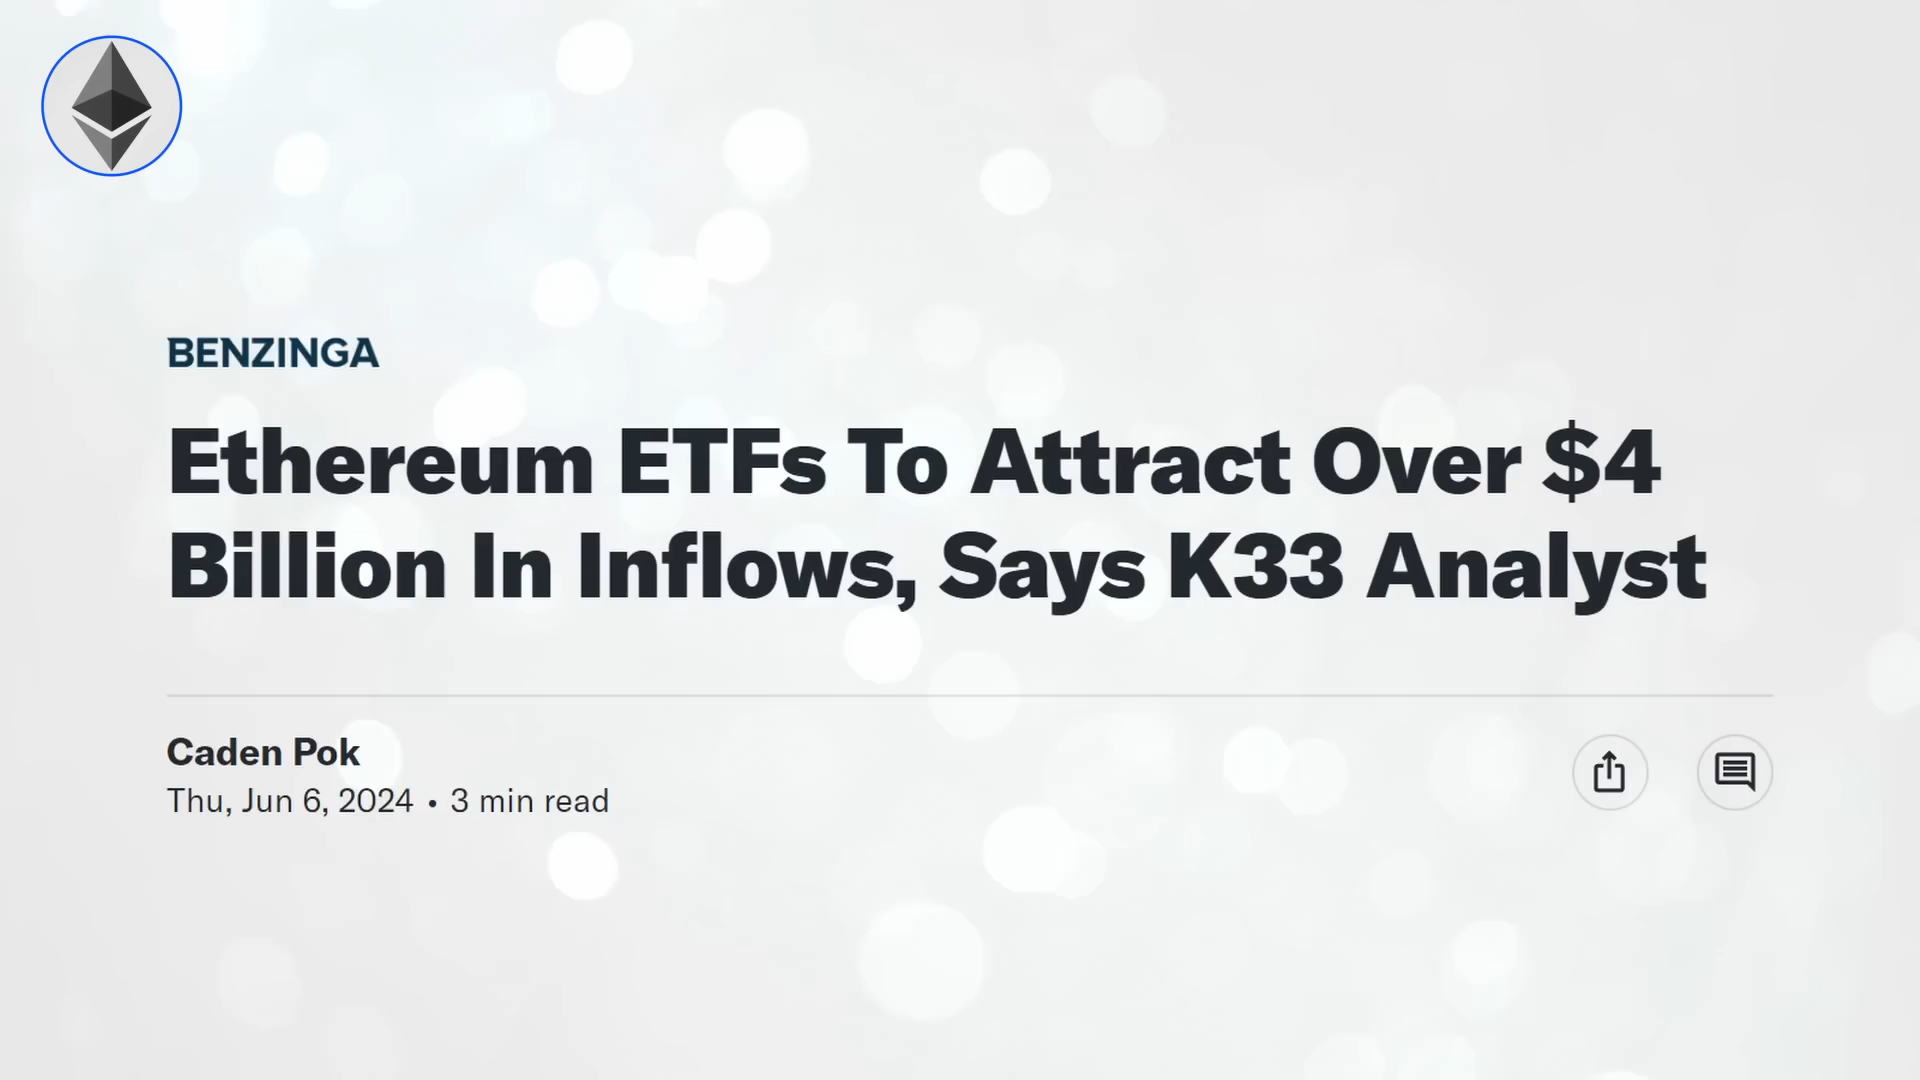 BENZINGA
Ethereum ETFs To Attract Over $4
Billion In Inflows, Says K33 Analyst
Caden Pok
Thu, Jun 6, 2024 • 3 min read